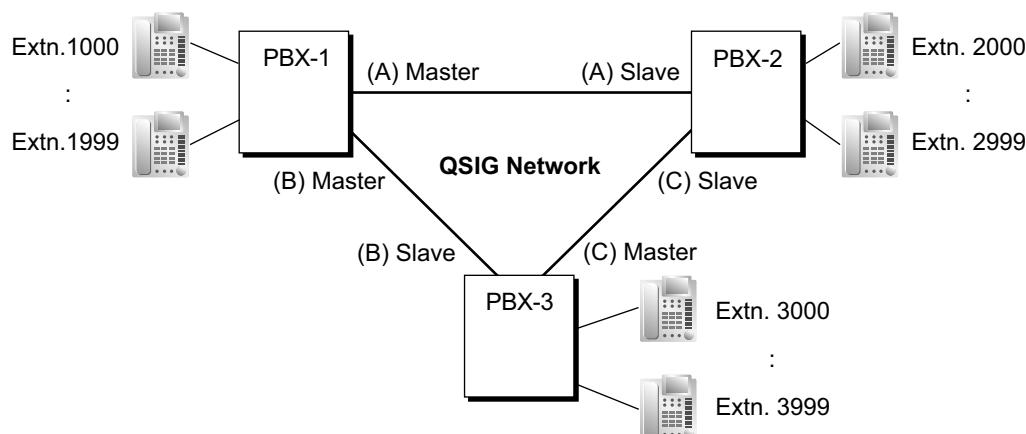 Extn.1000
:
Extn.1999
PBX-1
(A) Master
(A) Slave
PBX-2
Extn. 2000
:
Extn. 2999
QSIG Network
(B) Master
(C) Slave
(B) Slave
(C) Master
PBX-3
Extn. 3000
:
Extn. 3999